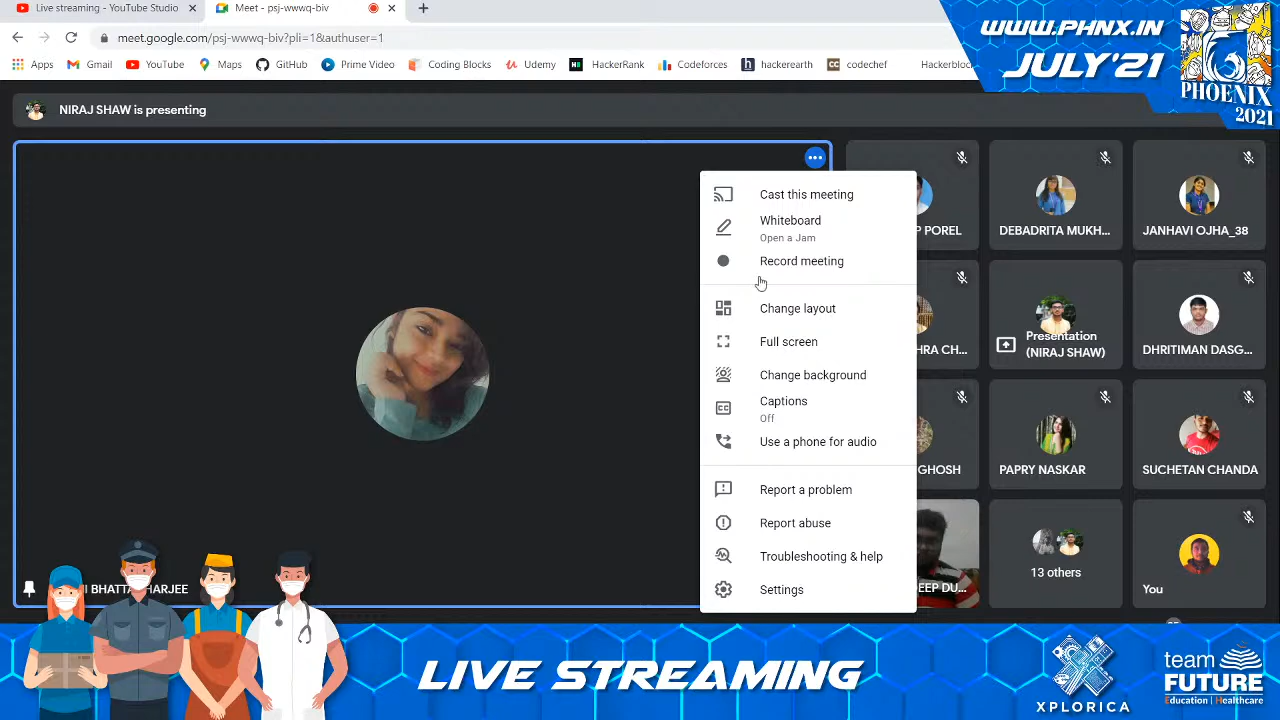 Live streaming - YouTube Studio
Meet - psj-wwwq-biv
WWW.PHNX.IN
JULY'21
PHOENIX
2021
meet.google.com/psj-wwwq-biv?pli=1&authuser=1
Apps
Gmail
YouTube
Maps
GitHub
Prime Video
Coding Blocks
Udemy
HackerRank
Codeforces
hackerearth
codechef
NIRAJ SHAW is presenting
Cast this meeting
Whiteboard
Open a Jam
Record meeting
Change layout
Full screen
Change background
Captions
Off
Use a phone for audio
Report a problem
Report abuse
Troubleshooting & help
Settings
POREL
DEBADRITA MUKH...
JANHAVI OJHA_38
Presentation
(NIRAJ SHAW)
DHRITIMAN DASG...
GHOSH
PAPRY NASKAR
SUCHETAN CHANDA
13 others
You
LIVE STREAMING
XPLORICA
team
FUTURE
Education | Healthcare